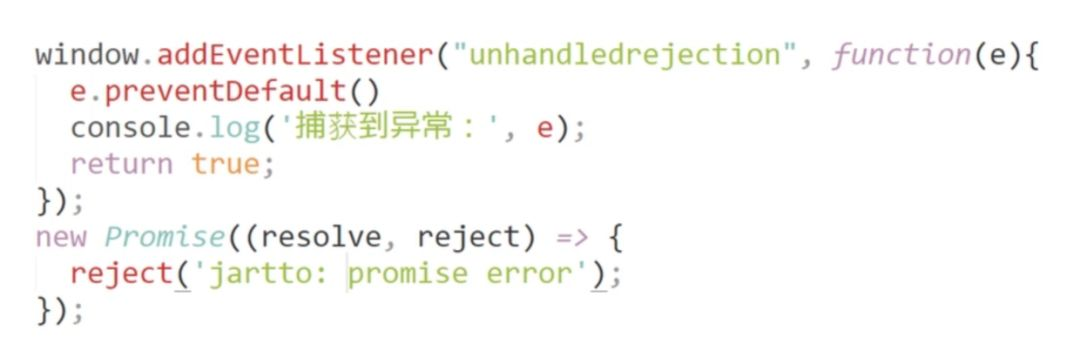 window.addEventListener("unhandledrejection", function(e){
  e.preventDefault()
  console.log('捕获到异常：', e);
  return true;
});
new Promise((resolve, reject) => {
  reject('jartto: promise error');
});